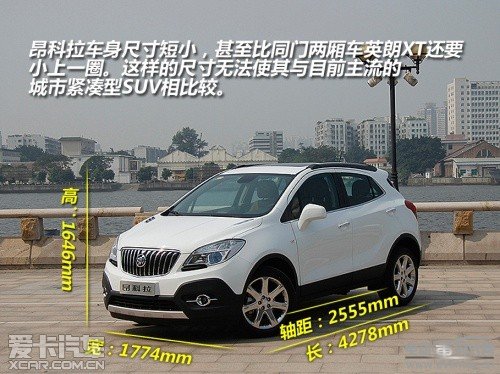 昂科拉车身尺寸短小，甚至比同门两厢车英朗XT还要
小上一圈。这样的尺寸无法使其与目前主流的
城市紧凑型SUV相比较。
高：1646mm
昂科拉
轴距：2555mm
长：4278mm
宽：1774mm
爱卡汽车
XCAR.COM.CN